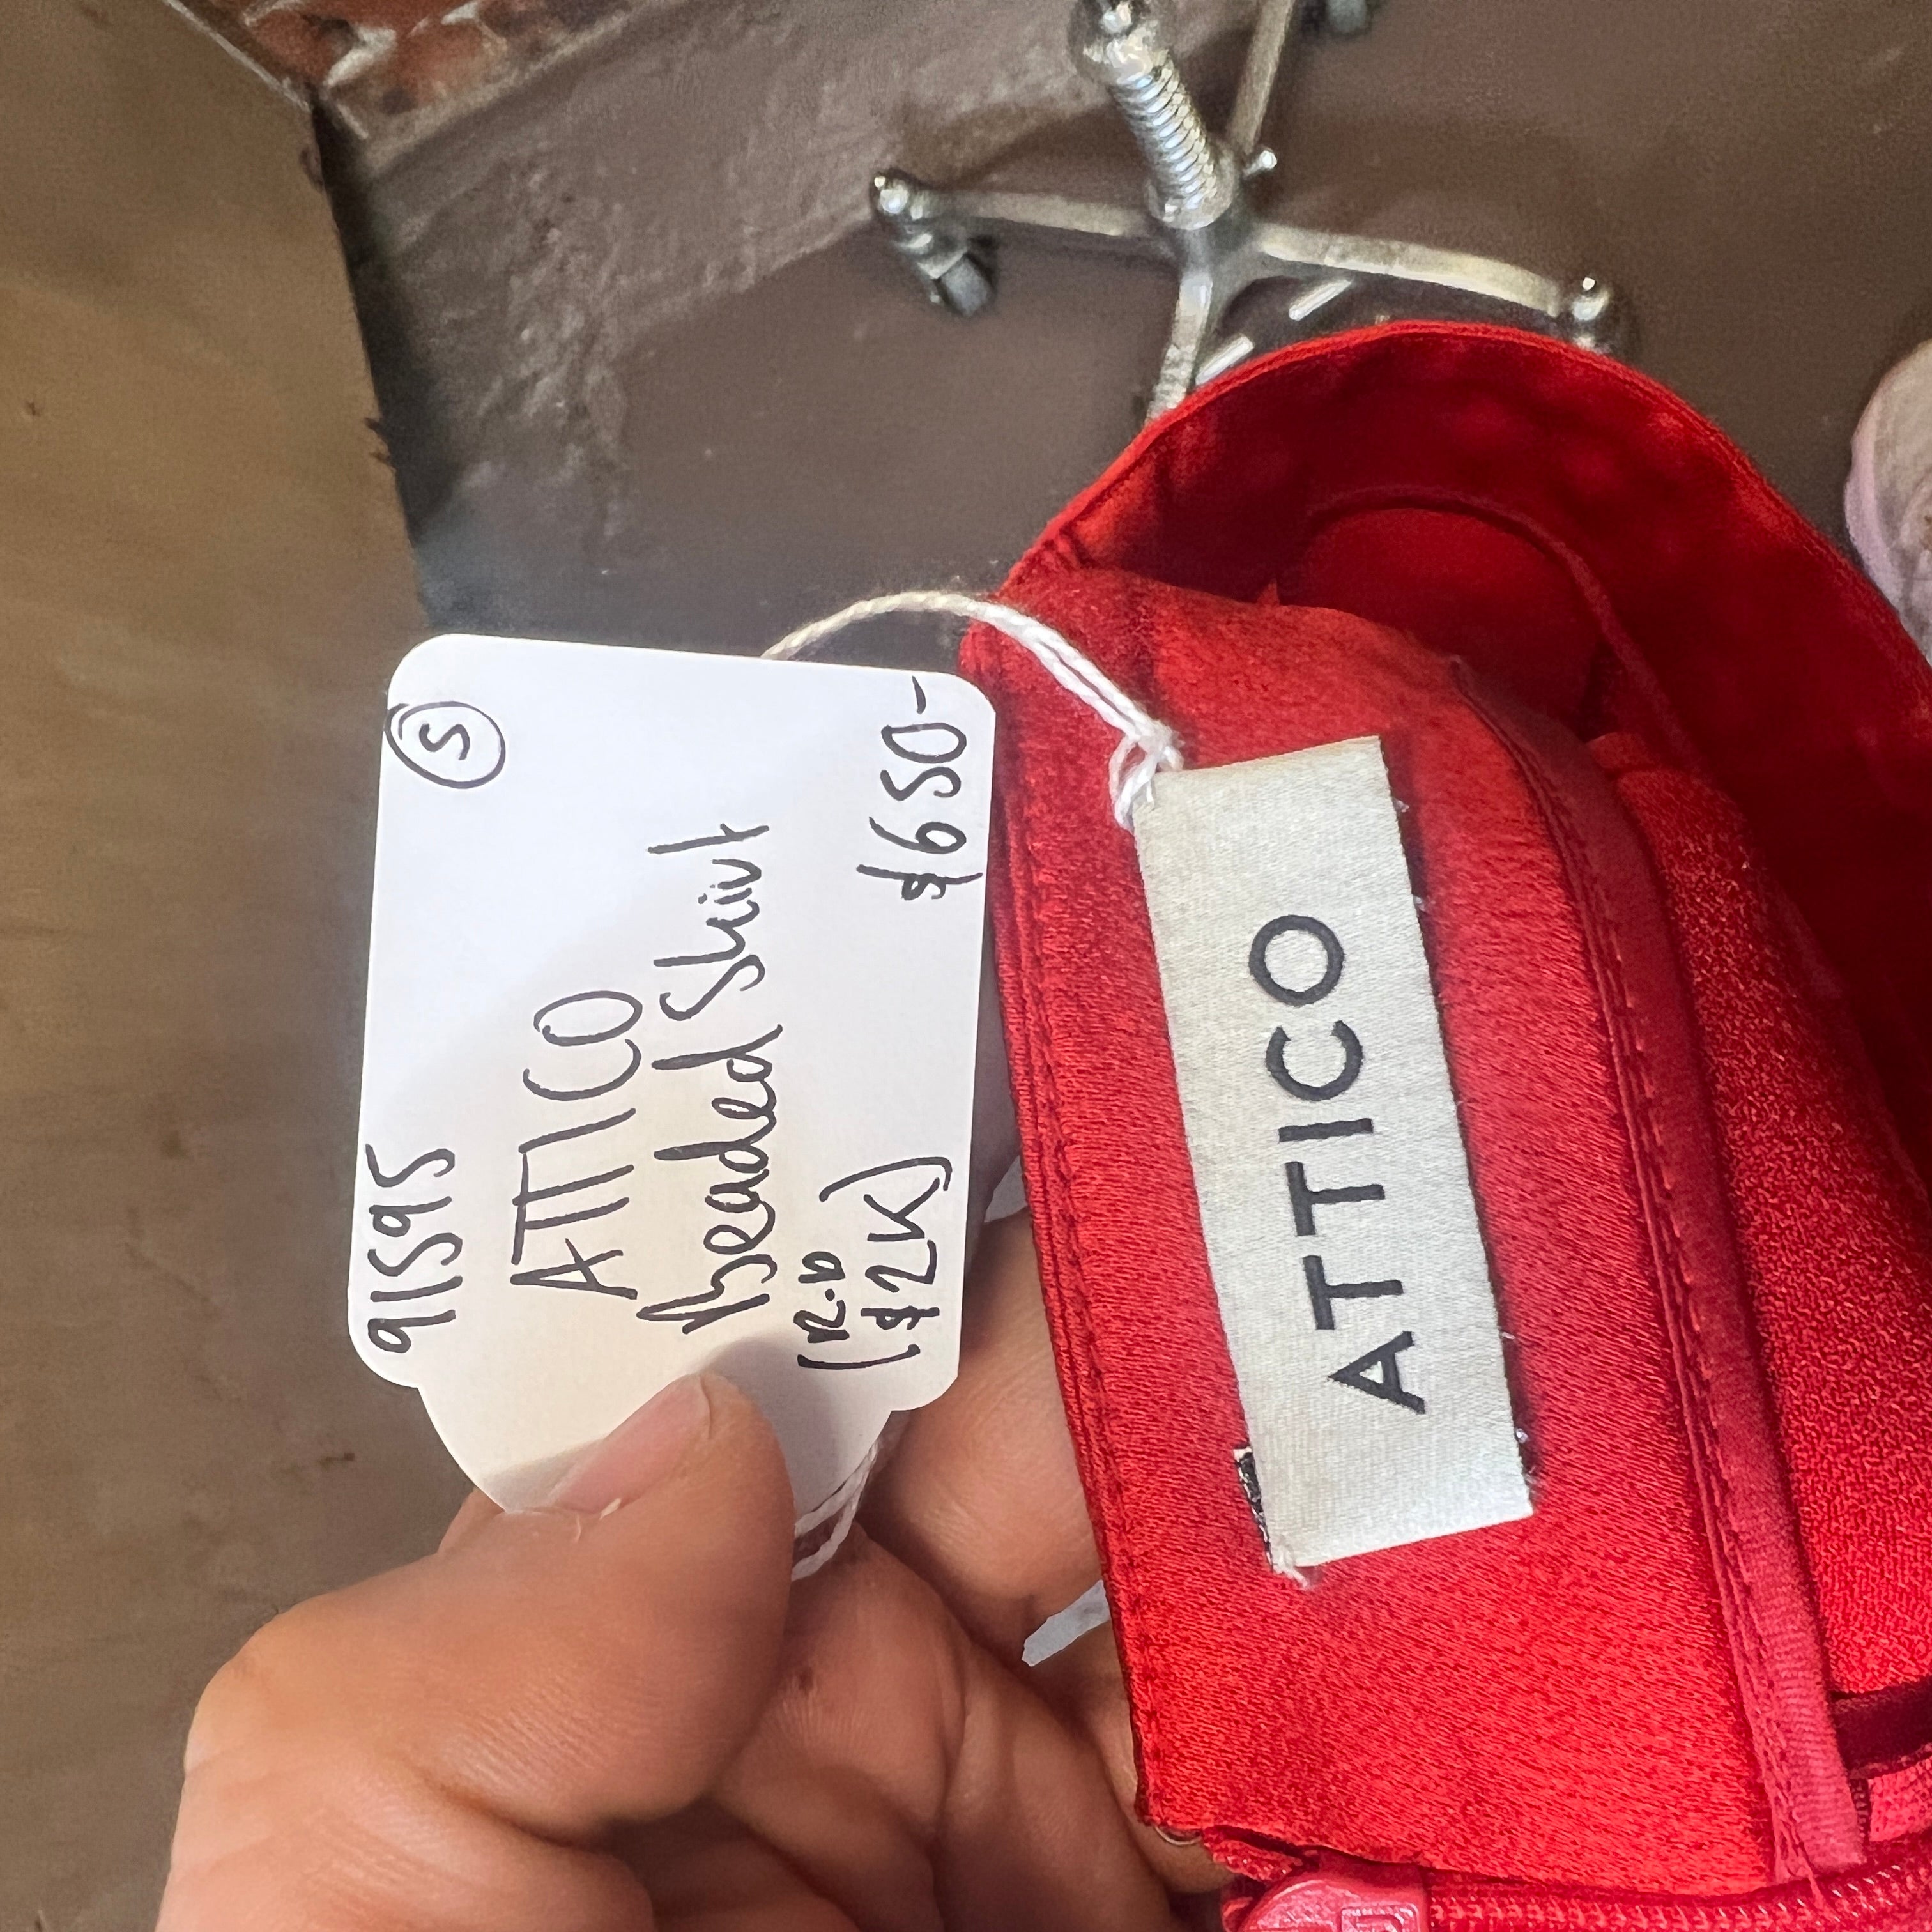 91595
S
ATTICO
Beaded Skirt
($2K)
$650-
ATTICO